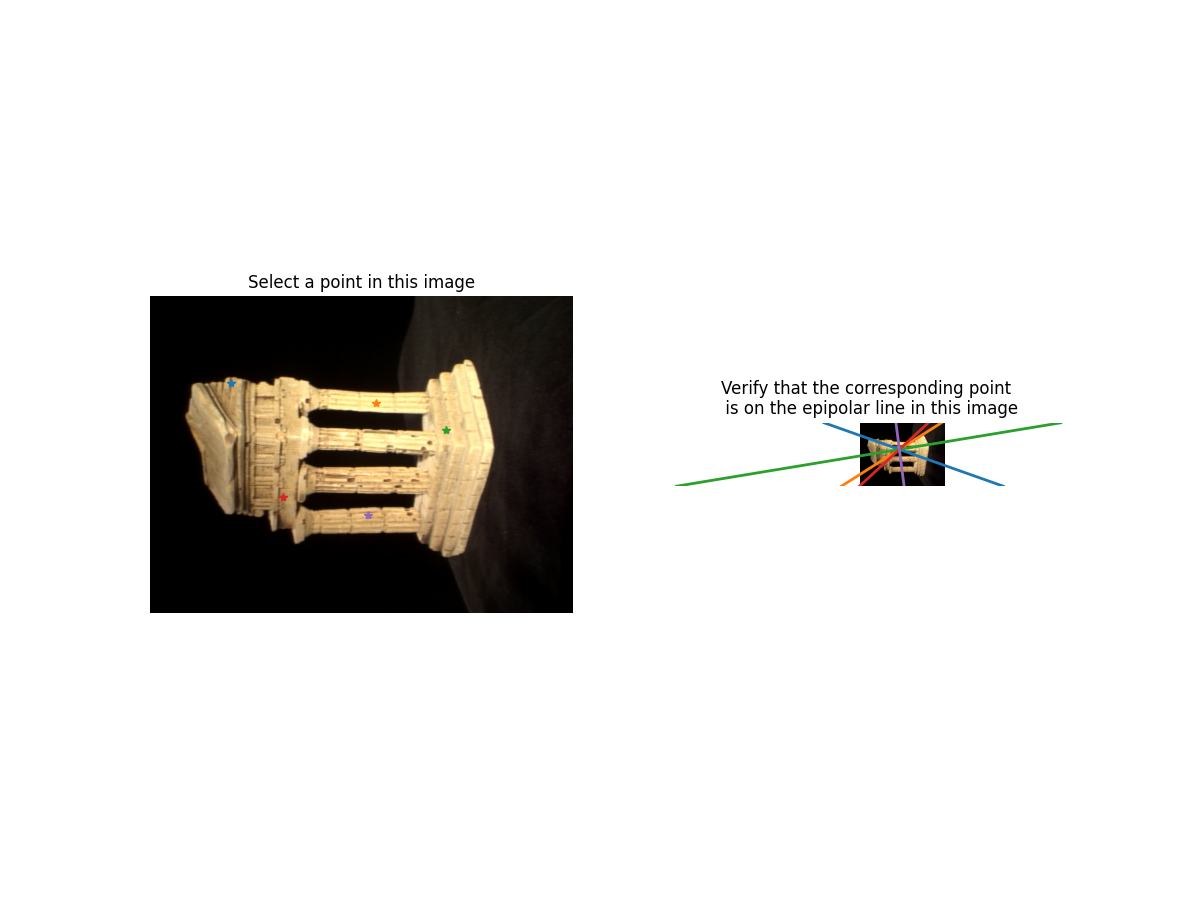 Select a point in this image
Verify that the corresponding point
is on the epipolar line in this image